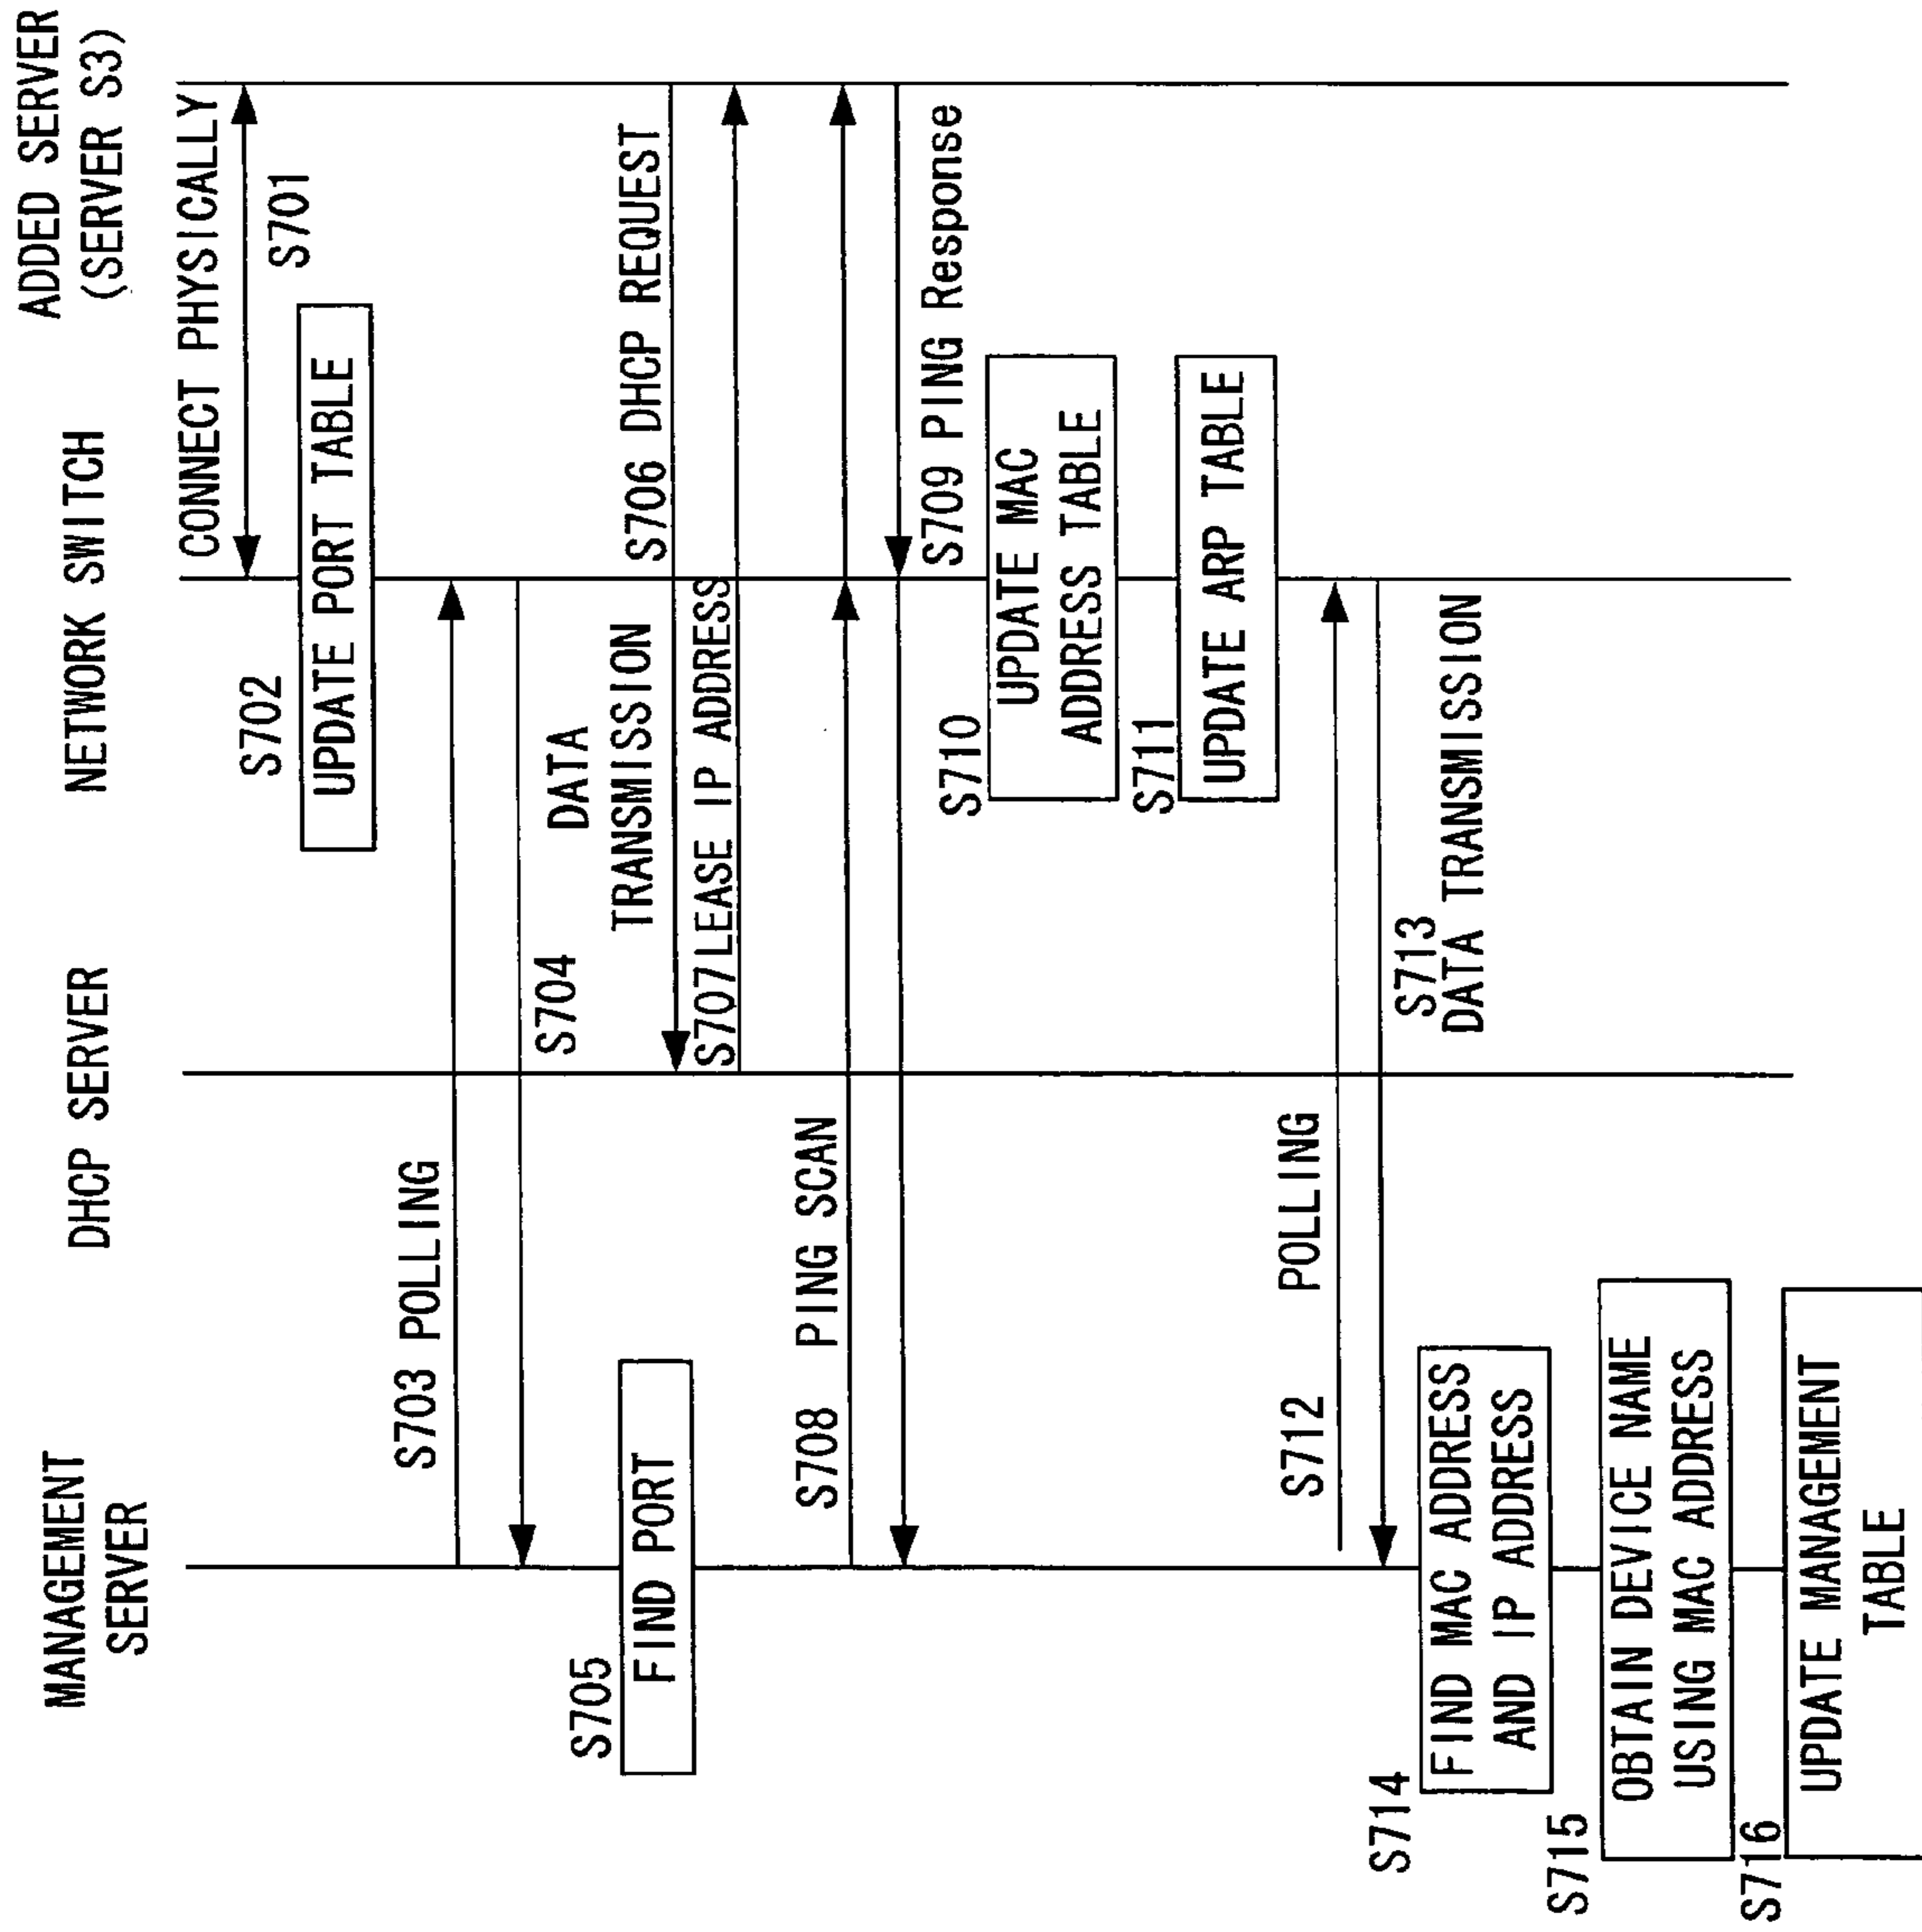 MANAGEMENT
SERVER
DHCP SERVER
NETWORK SWITCH
ADDED SERVER
(SERVER S3)
CONNECT PHYSICALLY
S701
S702
UPDATE PORT TABLE
S703 POLLING
S704
DATA
TRANSMISSION
S705
FIND PORT
S706 DHCP REQUEST
S707 LEASE IP ADDRESS
S708 PING SCAN
S709 PING Response
S710
UPDATE MAC
ADDRESS TABLE
S711
UPDATE ARP TABLE
S712 POLLING
S713
DATA TRANSMISSION
S714
FIND MAC ADDRESS
AND IP ADDRESS
S715
OBTAIN DEVICE NAME
USING MAC ADDRESS
S716
UPDATE MANAGEMENT
TABLE